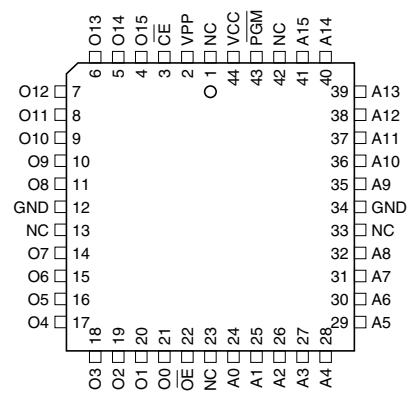 O13 O14 O15 CE VPP NC VCC PGM NC A15 A14
6 5 4 3 2 1 44 43 42 41 40
O12 7 39 A13
O11 8 38 A12
O10 9 37 A11
O9 10 36 A10
O8 11 35 A9
GND 12 34 GND
NC 13 33 NC
O7 14 32 A8
O6 15 31 A7
O5 16 30 A6
O4 17 29 A5
18 19 20 21 22 23 24 25 26 27 28
O3 O2 O1 O0 OE NC A0 A1 A2 A3 A4